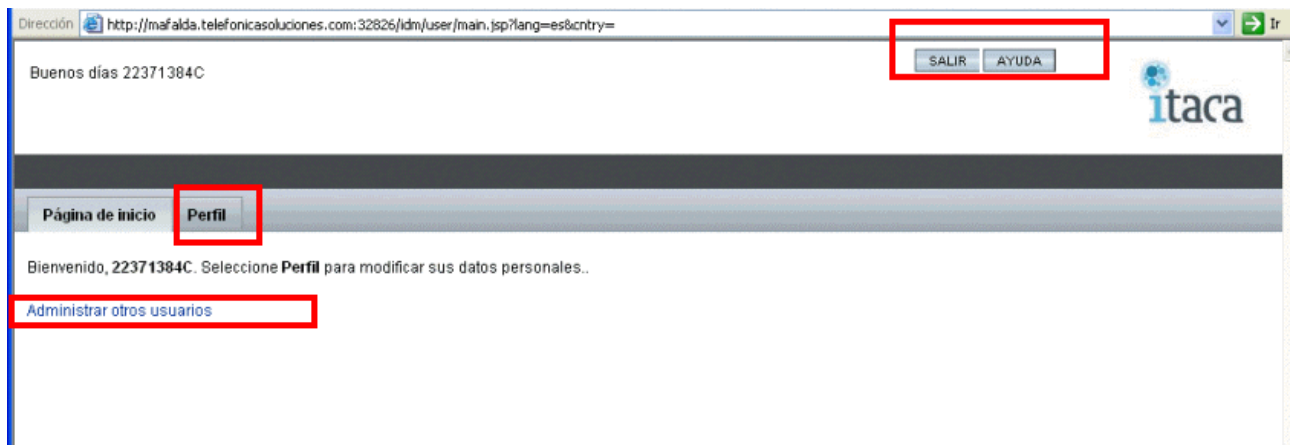 Dirección http://mafalda.telefonicasoluciones.com:32826/idm/user/main.jsp?lang=es&cntry= Ir
SALIR AYUDA
Buenos días 22371384C
itaca
Página de inicio Perfil
Bienvenido, 22371384C. Seleccione Perfil para modificar sus datos personales..
Administrar otros usuarios